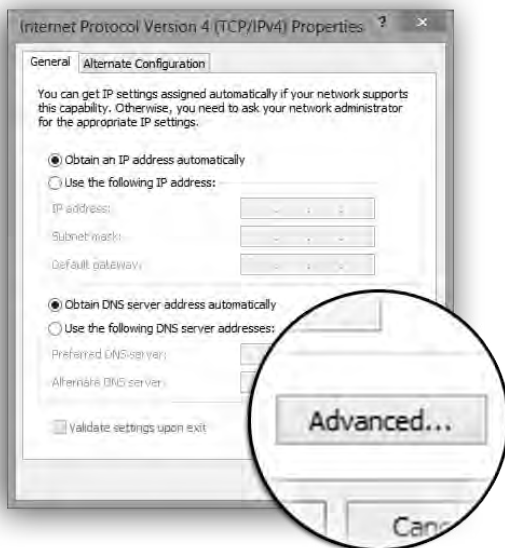 Internet Protocol Version 4 (TCP/IPv4) Properties ? ×
General Alternate Configuration
You can get IP settings assigned automatically if your network supports
this capability. Otherwise, you need to ask your network administrator
for the appropriate IP settings.
Obtain an IP address automatically
Use the following IP address:
IP address:
Subnet mask:
Default gateway:
Obtain DNS server address automatically
Use the following DNS server addresses:
Preferred DNS server:
Alternate DNS server:
Validate settings upon exit
Advanced...
Canc